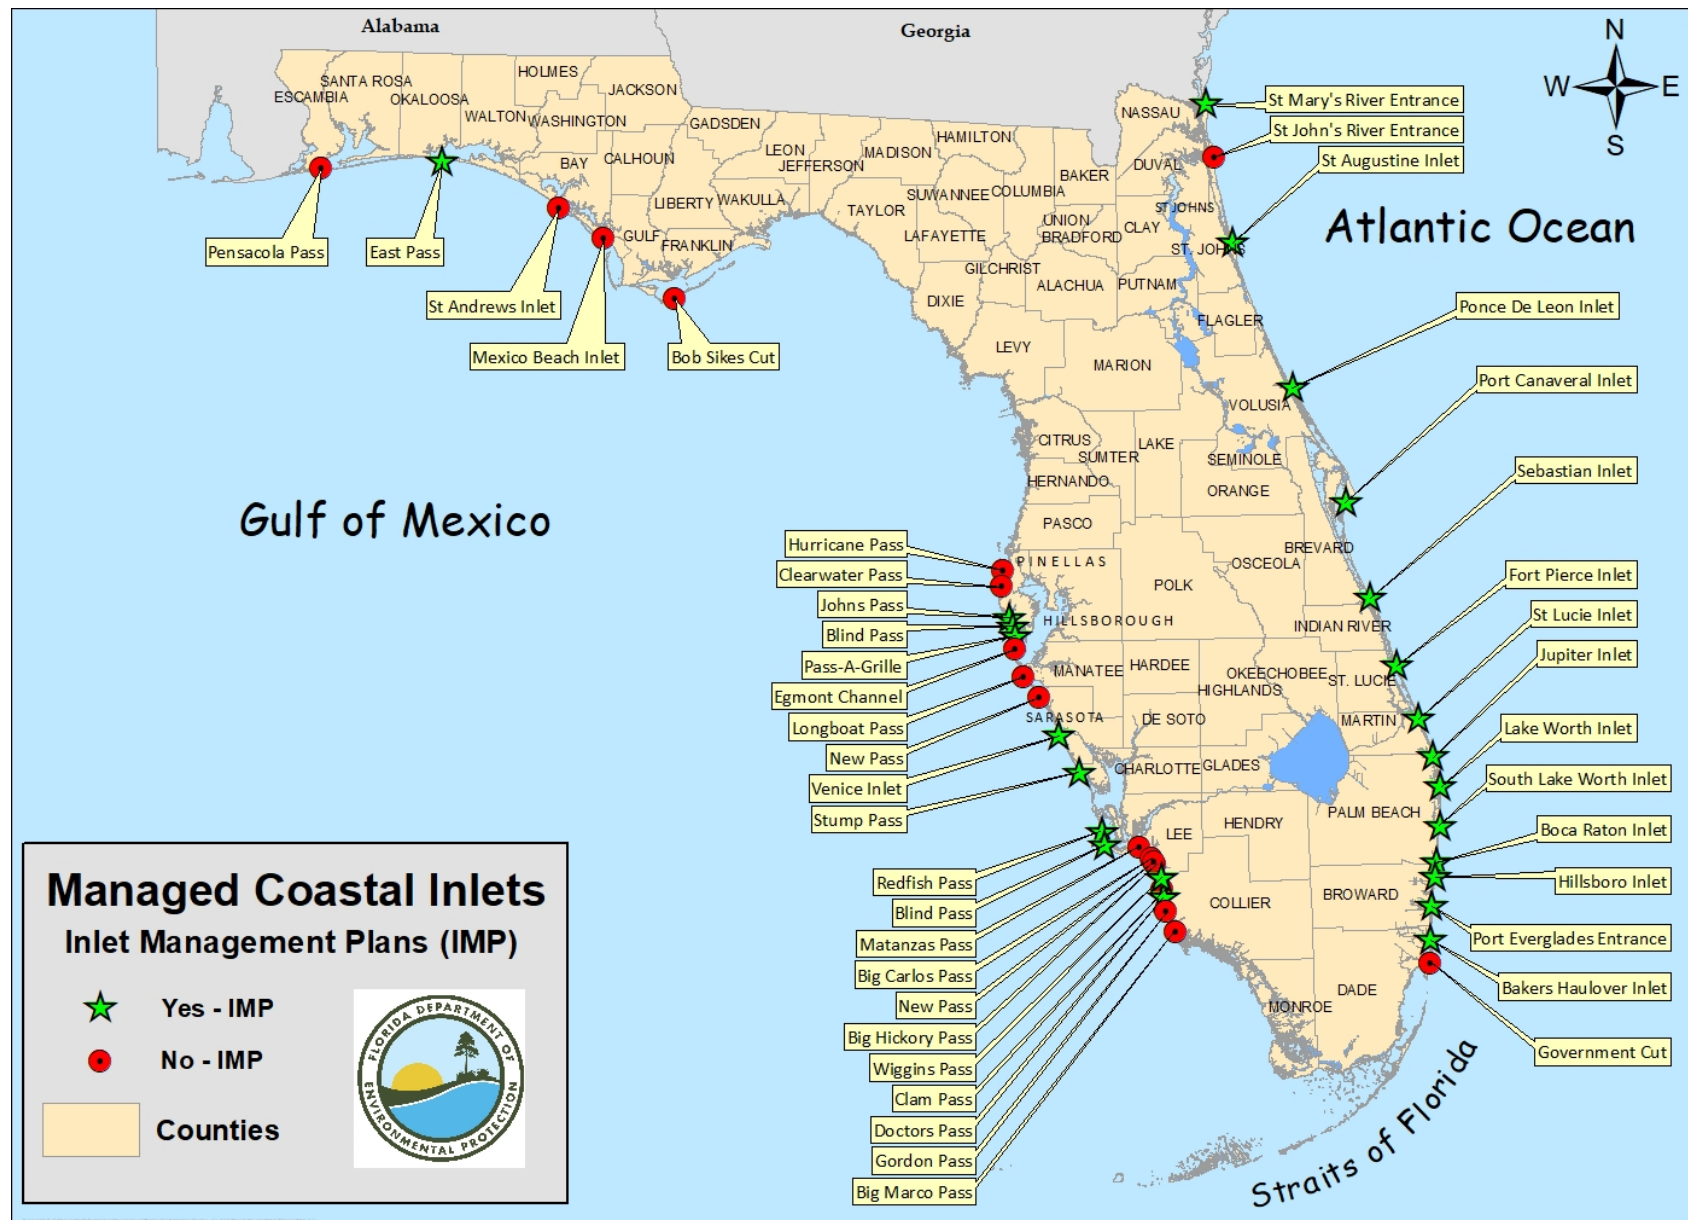 Alabama
Georgia
N
W
E
S
HOLMES
SANTA ROSA
JACKSON
ESCAMBIA
OKALOOSA
WALTON
WASHINGTON
GADSDEN
NASSAU
HAMILTON
LEON
JEFFERSON
MADISON
BAY
CALHOUN
BAKER
DUVAL
LIBERTY
WAKULLA
SUWANNEE
COLUMBIA
TAYLOR
UNION
BRADFORD
CLAY
ST JOHNS
GULF
FRANKLIN
LAFAYETTE
ST. JOHNS
GILCHRIST
ALACHUA
PUTNAM
DIXIE
FLAGLER
LEVY
MARION
VOLUSIA
CITRUS
SUMTER
LAKE
SEMINOLE
HERNANDO
ORANGE
PASCO
BREVARD
OSCEOLA
PINELLAS
POLK
HILLSBOROUGH
INDIAN RIVER
MANATEE
HARDEE
OKEECHOBEE
ST. LUCIE
HIGHLANDS
SARASOTA
DE SOTO
MARTIN
CHARLOTTE
GLADES
PALM BEACH
LEE
HENDRY
COLLIER
BROWARD
DADE
MONROE
St Mary's River Entrance
St John's River Entrance
St Augustine Inlet
Atlantic Ocean
Pensacola Pass
East Pass
St Andrews Inlet
Mexico Beach Inlet
Bob Sikes Cut
Ponce De Leon Inlet
Port Canaveral Inlet
Sebastian Inlet
Fort Pierce Inlet
St Lucie Inlet
Jupiter Inlet
Lake Worth Inlet
South Lake Worth Inlet
Boca Raton Inlet
Hillsboro Inlet
Port Everglades Entrance
Bakers Haulover Inlet
Government Cut
Gulf of Mexico
Hurricane Pass
Clearwater Pass
Johns Pass
Blind Pass
Pass-A-Grille
Egmont Channel
Longboat Pass
New Pass
Venice Inlet
Stump Pass
Redfish Pass
Blind Pass
Matanzas Pass
Big Carlos Pass
New Pass
Big Hickory Pass
Wiggins Pass
Clam Pass
Doctors Pass
Gordon Pass
Big Marco Pass
Straits of Florida
Managed Coastal Inlets
Inlet Management Plans (IMP)
Yes - IMP
No - IMP
Counties
FLORIDA DEPARTMENT OF
ENVIRONMENTAL PROTECTION